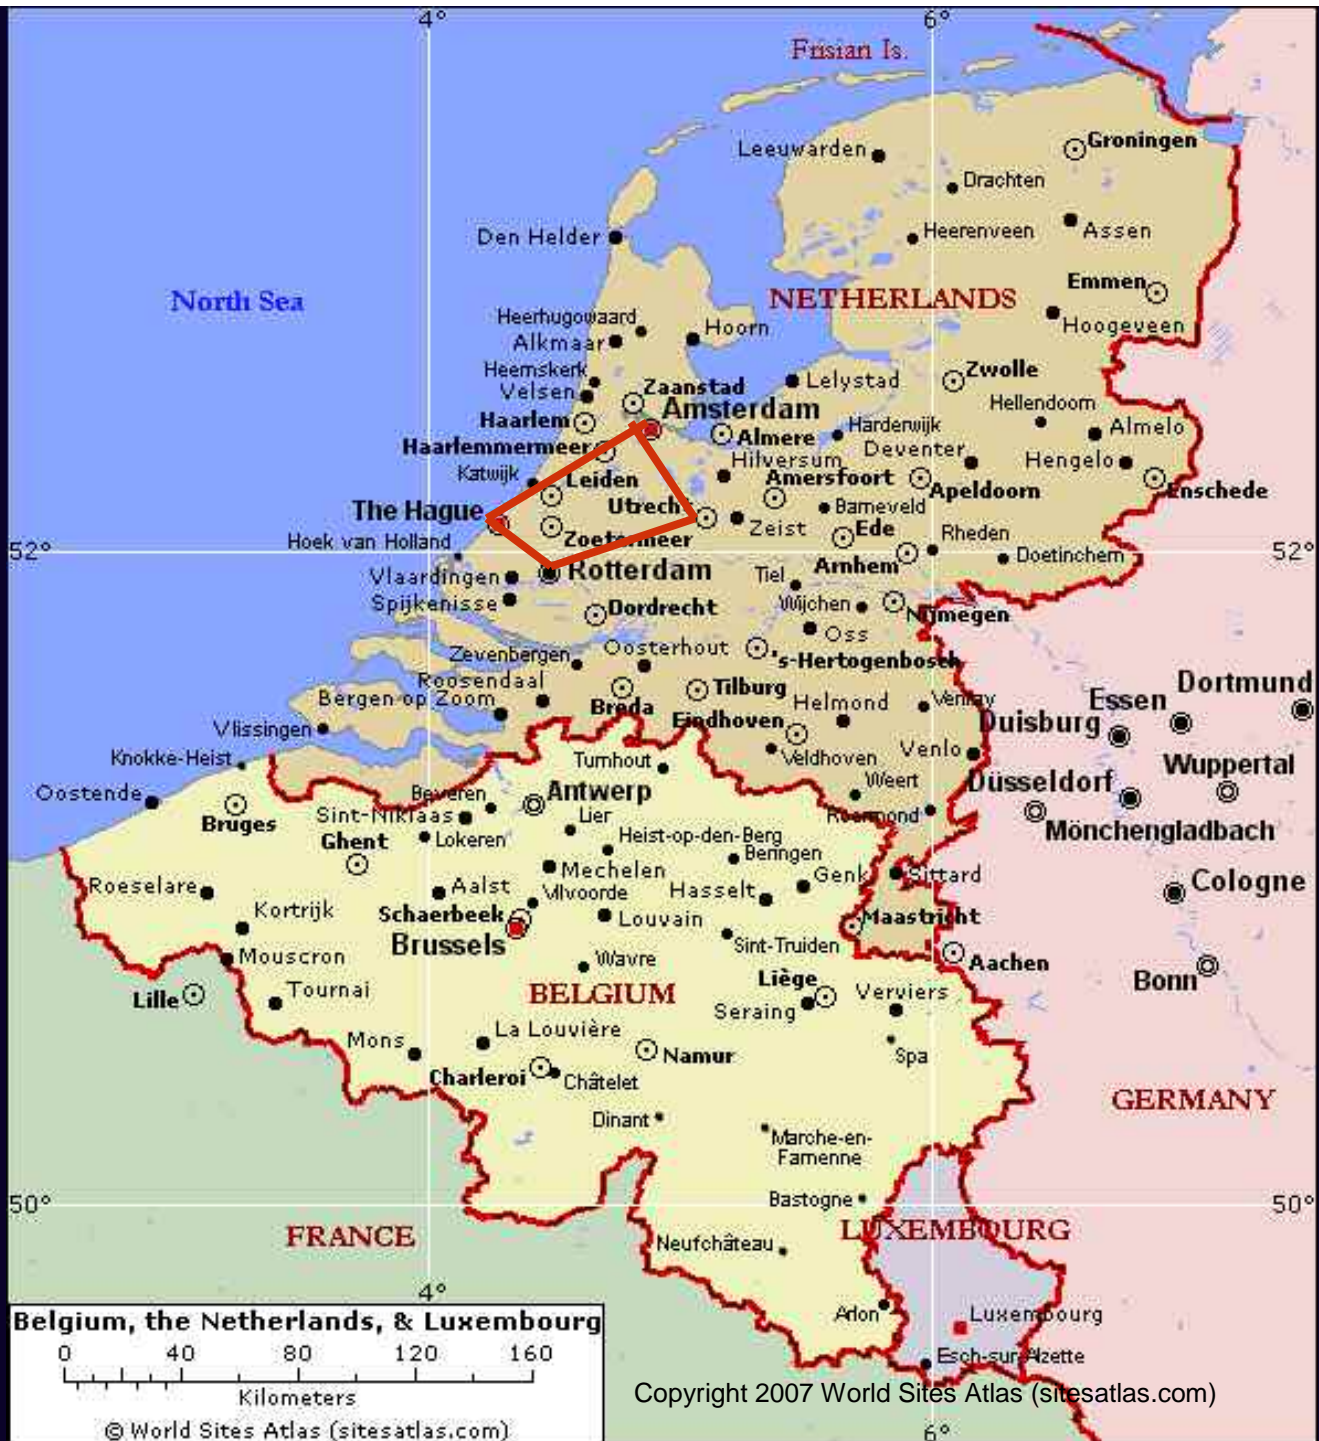 4°
6°
Frisian Is.
Groningen
Leeuwarden
Drachten
Den Helder
Heerenveen
Assen
Emmen
North Sea
NETHERLANDS
Heerhugowaard
Hoorn
Hoogeveen
Alkmaar
Heemskerk
Zwolle
Velsen
Zaanstad
Lelystad
Hellendoorn
Amsterdam
Haarlem
Harderwijk
Almelo
Almere
Haarlemmermeer
Deventer
Hilversum
Hengelo
Katwijk
Leiden
Amersfoort
Apeldoorn
Enschede
The Hague
Utrecht
Barneveld
Zeist
Ede
Rheden
Hoek van Holland
Zoetermeer
52°
52°
Doetinchem
Arnhem
Vlaardingen
Rotterdam
Tiel
Spijkenisse
Dordrecht
Wijchen
Nijmegen
Oss
Zevenbergen
Oosterhout
's-Hertogenbosch
Roosendaal
Dortmund
Bergen op Zoom
Tilburg
Helmond
Venray
Essen
Breda
Eindhoven
Duisburg
Vlissingen
Veldhoven
Venlo
Knokke-Heist
Turnhout
Wuppertal
Weert
Düsseldorf
Oostende
Beveren
Antwerp
Bruges
Sint-Niklaas
Lier
Roermond
Mönchengladbach
Ghent
Lokeren
Heist-op-den-Berg
Beringen
Mechelen
Genk
Sittard
Roeselare
Aalst
Vilvoorde
Hasselt
Cologne
Kortrijk
Schaerbeek
Louvain
Maastricht
Brussels
Sint-Truiden
Mouscron
Wavre
Aachen
Liège
Bonn
Lille
Tournai
BELGIUM
Verviers
Seraing
La Louvière
Mons
Namur
Spa
Charleroi
Châtelet
GERMANY
Dinant
Marche-en-
Famenne
Bastogne
50°
50°
FRANCE
LUXEMBOURG
Neufchâteau
4°
Arlon
Luxembourg
Belgium, the Netherlands, & Luxembourg
0 40 80 120 160
Esch-sur-Alzette
Kilometers
Copyright 2007 World Sites Atlas (sitesatlas.com)
© World Sites Atlas (sitesatlas.com)
6°